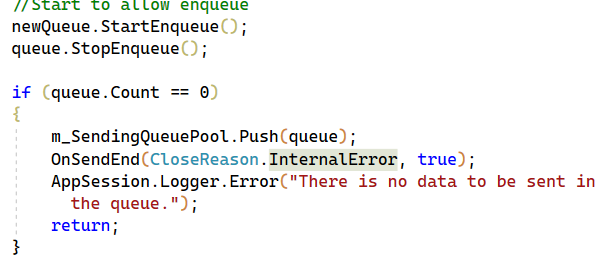 //Start to allow enqueue
newQueue.StartEnqueue();
queue.StopEnqueue();
if (queue.Count == 0)
{
m_SendingQueuePool.Push(queue);
OnSendEnd(CloseReason.InternalError, true);
AppSession.Logger.Error("There is no data to be sent in
the queue.");
return;
}